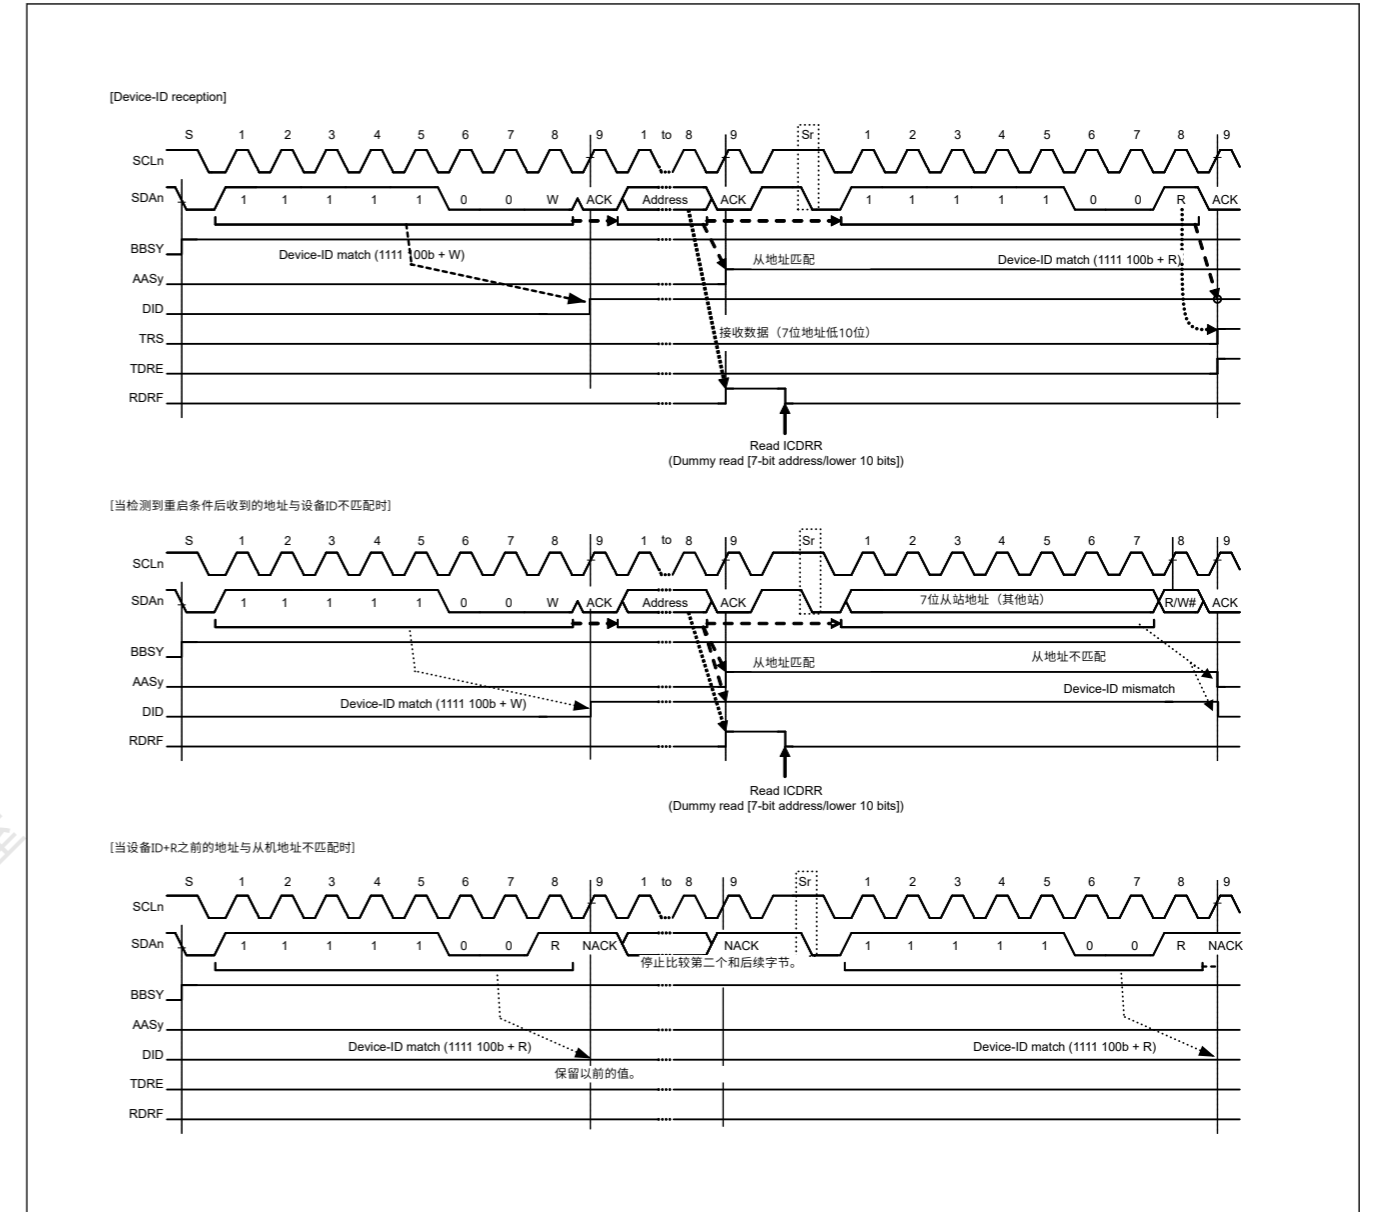 [Device-ID reception]
S 1 2 3 4 5 6 7 8 9 1 to 8 9 Sr 1 2 3 4 5 6 7 8 9
SCLn
SDAn 1 1 1 1 1 0 0 W ACK Address ACK 1 1 1 1 1 0 0 R ACK
BBSY
Device-ID match (1111 100b + W) 从地址匹配 Device-ID match (1111 100b + R)
AASy
DID
TRS 接收数据（7位地址低10位）
TDRE
RDRF
Read ICDRR
(Dummy read [7-bit address/lower 10 bits])
[当检测到重启条件后收到的地址与设备ID不匹配时]
S 1 2 3 4 5 6 7 8 9 1 to 8 9 Sr 1 2 3 4 5 6 7 8 9
SCLn
SDAn 1 1 1 1 1 0 0 W ACK Address ACK 7位从站地址（其他站） R/W# ACK
BBSY
从地址匹配 从地址不匹配
AASy
Device-ID match (1111 100b + W) Device-ID mismatch
DID
RDRF
Read ICDRR
(Dummy read [7-bit address/lower 10 bits])
[当设备ID+R之前的地址与从机地址不匹配时]
S 1 2 3 4 5 6 7 8 9 1 to 8 9 Sr 1 2 3 4 5 6 7 8 9
SCLn
SDAn 1 1 1 1 1 0 0 R NACK NACK 1 1 1 1 1 0 0 R NACK
停止比较第二个和后续字节。
BBSY
AASy
Device-ID match (1111 100b + R) Device-ID match (1111 100b + R)
DID
保留以前的值。
TDRE
RDRF